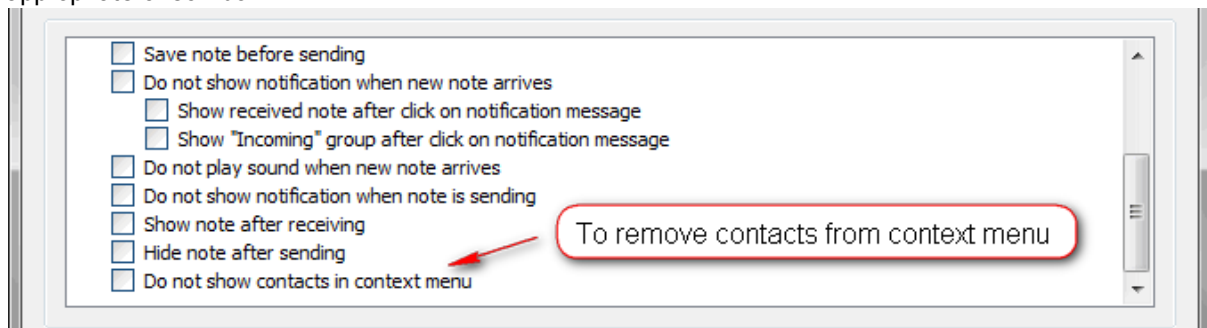 Save note before sending
Do not show notification when new note arrives
Show received note after click on notification message
Show "Incoming" group after click on notification message
Do not play sound when new note arrives
Do not show notification when note is sending
Show note after receiving
To remove contacts from context menu
Hide note after sending
Do not show contacts in context menu